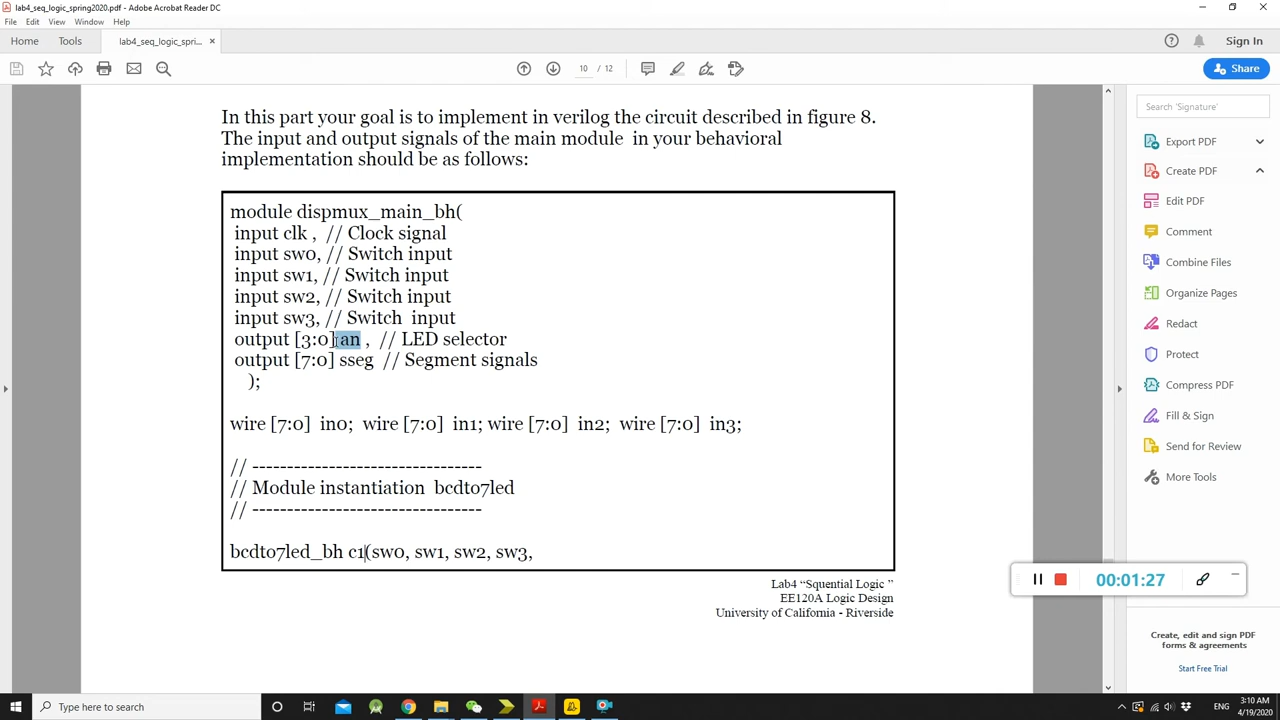 lab4_seq_logic_spring2020.pdf - Adobe Acrobat Reader DC
File Edit View Window Help
Home Tools lab4_seq_logic_spri... × Sign In
10 / 12 Share
In this part your goal is to implement in verilog the circuit described in figure 8.
The input and output signals of the main module in your behavioral
implementation should be as follows:
module dispmux_main_bh(
input clk , // Clock signal
input sw0, // Switch input
input sw1, // Switch input
input sw2, // Switch input
input sw3, // Switch input
output [3:0] an , // LED selector
output [7:0] sseg // Segment signals
);
wire [7:0] in0; wire [7:0] in1; wire [7:0] in2; wire [7:0] in3;
// ---------------------------------
// Module instantiation bcdto7led
// ---------------------------------
bcdto7led_bh c1(sw0, sw1, sw2, sw3,
Lab4 “Squential Logic ”
EE120A Logic Design
University of California - Riverside
Search 'Signature'
Export PDF
Create PDF
Edit PDF
Comment
Combine Files
Organize Pages
Redact
Protect
Compress PDF
Fill & Sign
Send for Review
More Tools
00:01:27
Create, edit and sign PDF
forms & agreements
Start Free Trial
Type here to search
ENG
3:10 AM
4/19/2020